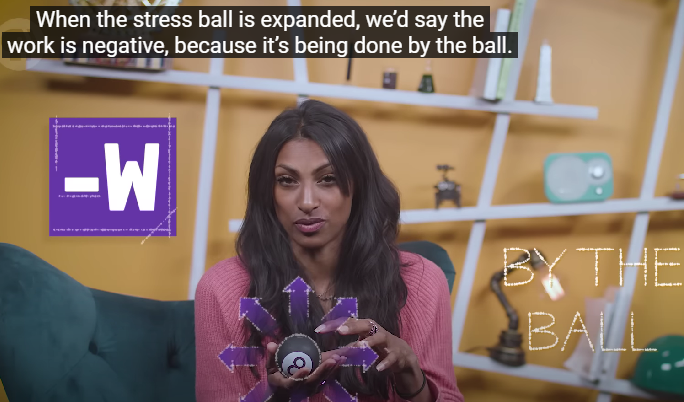 When the stress ball is expanded, we'd say the
work is negative, because it's being done by the ball.
-W
BY THE
BALL
8